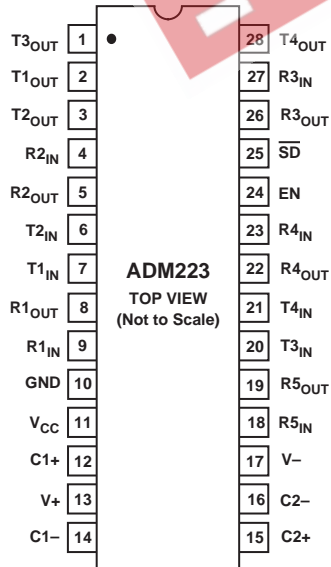 T3OUT 1 28 T4OUT
T1OUT 2 27 R3IN
T2OUT 3 26 R3OUT
R2IN 4 25 SD
R2OUT 5 24 EN
T2IN 6 23 R4IN
T1IN 7 22 R4OUT
ADM223
TOP VIEW
(Not to Scale)
R1OUT 8 21 T4IN
R1IN 9 20 T3IN
GND 10 19 R5OUT
VCC 11 18 R5IN
C1+ 12 17 V–
V+ 13 16 C2–
C1– 14 15 C2+